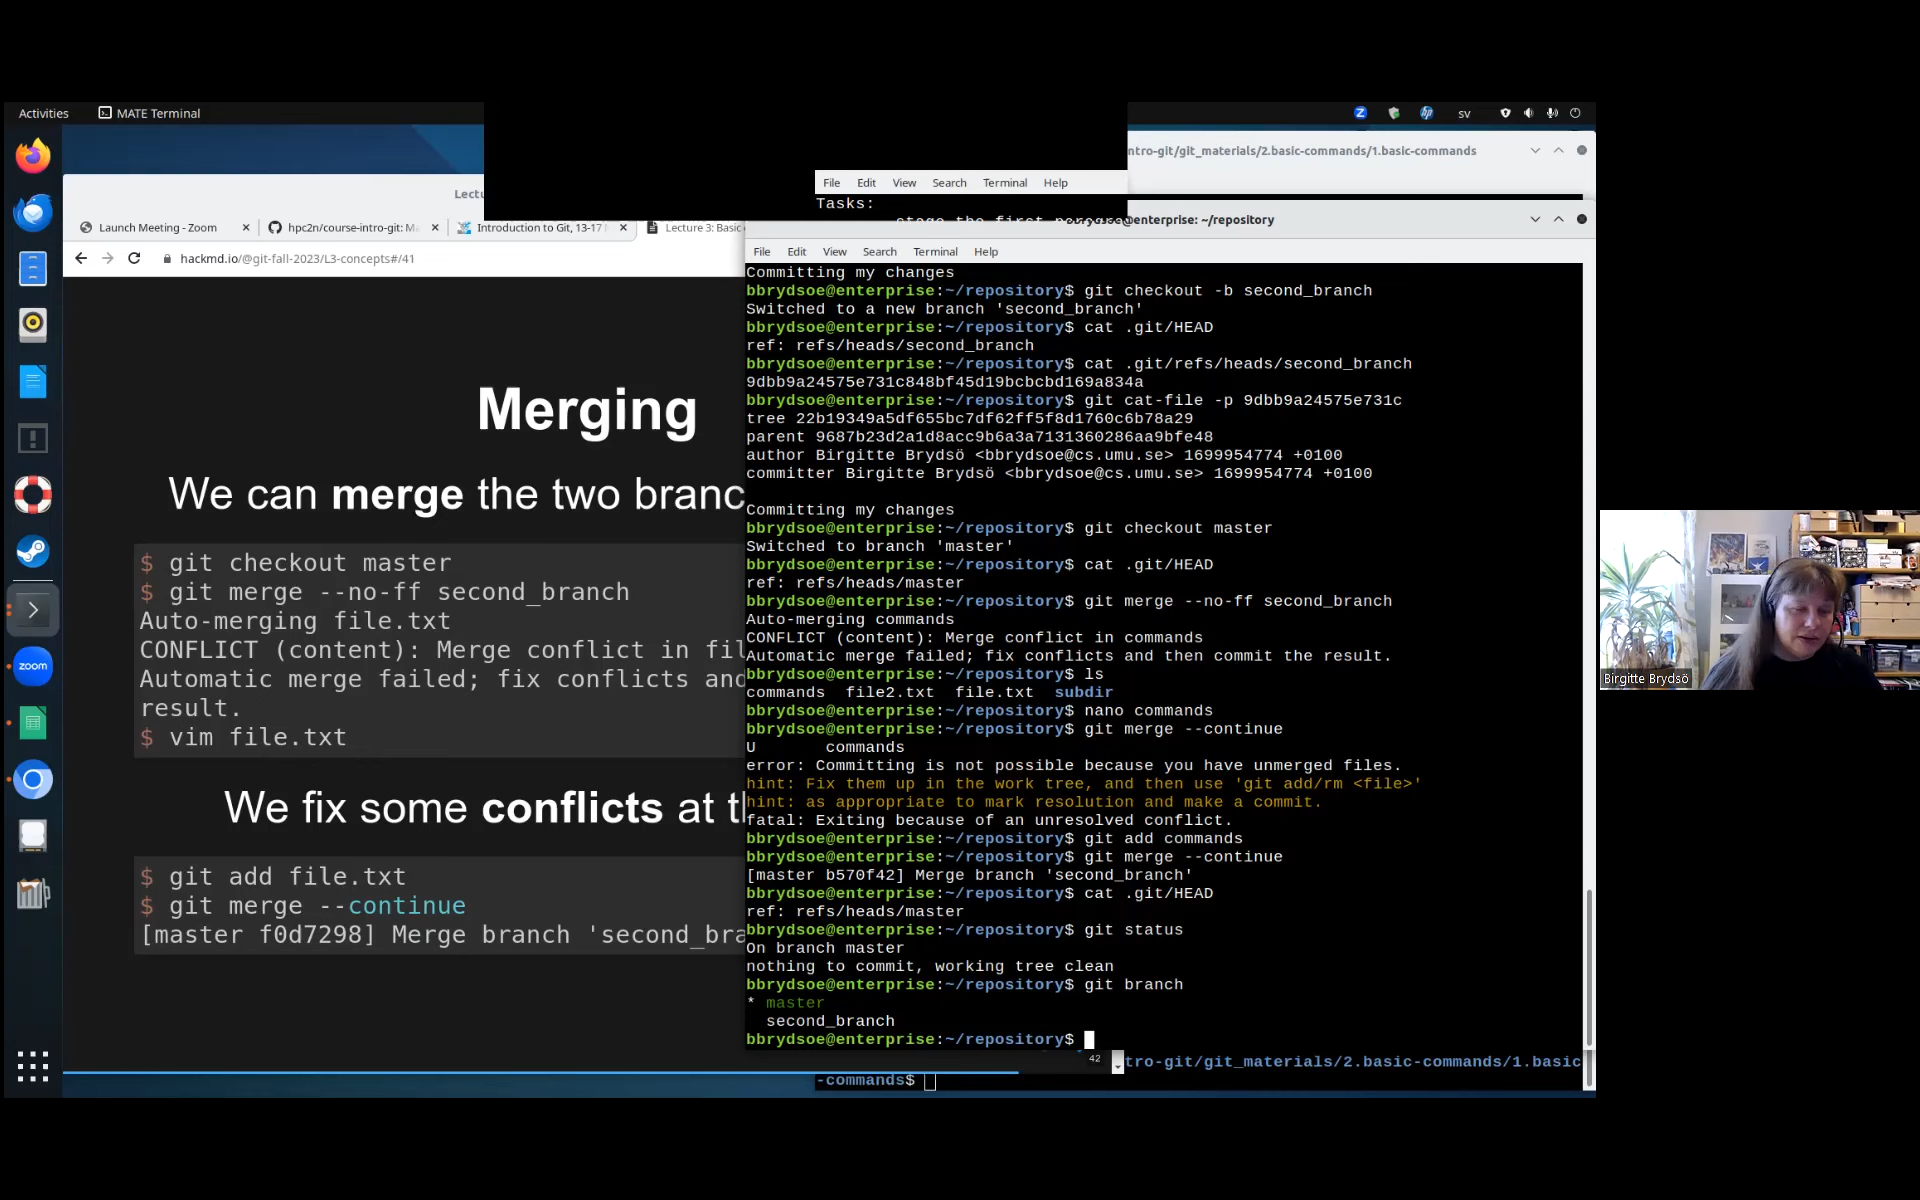 Activities
MATE Terminal
sv
ntro-git/git_materials/2.basic-commands/1.basic-commands
File Edit View Search Terminal Help
Tasks:
Launch Meeting - Zoom
hpc2n/course-intro-git: M
Introduction to Git, 13-17
Lecture 3: Basic
hackmd.io/@git-fall-2023/L3-concepts#/41
Merging
We can merge the two branc
$ git checkout master
$ git merge --no-ff second_branch
Auto-merging file.txt
CONFLICT (content): Merge conflict in fil
Automatic merge failed; fix conflicts and
result.
$ vim file.txt
We fix some conflicts at th
$ git add file.txt
$ git merge --continue
[master f0d7298] Merge branch 'second_bra
@enterprise: ~/repository
File Edit View Search Terminal Help
Committing my changes
bbrydsoe@enterprise:~/repository$ git checkout -b second_branch
Switched to a new branch 'second_branch'
bbrydsoe@enterprise:~/repository$ cat .git/HEAD
ref: refs/heads/second_branch
bbrydsoe@enterprise:~/repository$ cat .git/refs/heads/second_branch
9dbb9a24575e731c848bf45d19bcbcbd169a834a
bbrydsoe@enterprise:~/repository$ git cat-file -p 9dbb9a24575e731c
tree 22b19349a5df655bc7df62ff5f8d1760c6b78a29
parent 9687b23d2a1d8acc9b6a3a7131360286aa9bfe48
author Birgitte Brydsö <bbrydsoe@cs.umu.se> 1699954774 +0100
committer Birgitte Brydsö <bbrydsoe@cs.umu.se> 1699954774 +0100
Committing my changes
bbrydsoe@enterprise:~/repository$ git checkout master
Switched to branch 'master'
bbrydsoe@enterprise:~/repository$ cat .git/HEAD
ref: refs/heads/master
bbrydsoe@enterprise:~/repository$ git merge --no-ff second_branch
Auto-merging commands
CONFLICT (content): Merge conflict in commands
Automatic merge failed; fix conflicts and then commit the result.
bbrydsoe@enterprise:~/repository$ ls
commands file2.txt file.txt subdir
bbrydsoe@enterprise:~/repository$ nano commands
bbrydsoe@enterprise:~/repository$ git merge --continue
U commands
error: Committing is not possible because you have unmerged files.
hint: Fix them up in the work tree, and then use 'git add/rm <file>'
hint: as appropriate to mark resolution and make a commit.
fatal: Exiting because of an unresolved conflict.
bbrydsoe@enterprise:~/repository$ git add commands
bbrydsoe@enterprise:~/repository$ git merge --continue
[master b570f42] Merge branch 'second_branch'
bbrydsoe@enterprise:~/repository$ cat .git/HEAD
ref: refs/heads/master
bbrydsoe@enterprise:~/repository$ git status
On branch master
nothing to commit, working tree clean
bbrydsoe@enterprise:~/repository$ git branch
* master
second_branch
bbrydsoe@enterprise:~/repository$
42
tro-git/git_materials/2.basic-commands/1.basic
-commands$
zoom
Birgitte Brydsö